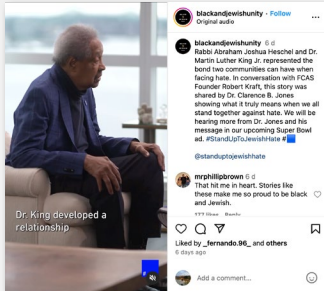 blackandjewishunity • Follow
Original audio
blackandjewishunity 6 d
Rabbi Abraham Joshua Heschel and Dr.
Martin Luther King Jr. represented the
bond two communities can have when
facing hate. In conversation with FCAS
Founder Robert Kraft, this story was
shared by Dr. Clarence B. Jones
showing what it truly means when we all
stand together against hate. We will be
hearing more from Dr. Jones and his
message in our upcoming Super Bowl
ad. #StandUpToJewishHate #🟦
@standuptojewishhate
mrphillipbrown 6 d
That hit me in heart. Stories like
these make me so proud to be black
and Jewish.
177 likes Reply
Dr. King developed a
relationship
Liked by _fernando.96_ and others
6 days ago
Add a comment...